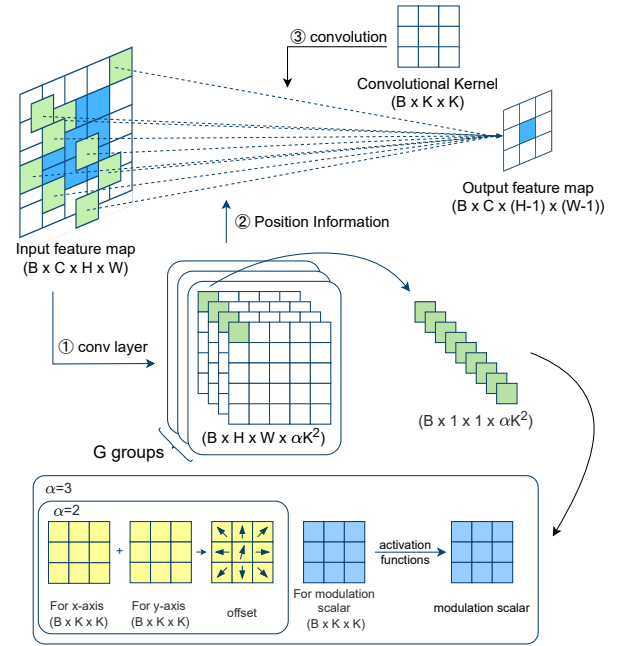 ③ convolution
Convolutional Kernel
(B x K x K)
Output feature map
(B x C x (H-1) x (W-1))
② Position Information
Input feature map
(B x C x H x W)
① conv layer
(B x H x W x αK²)
G groups
(B x 1 x 1 x αK²)
α=3
α=2
+
For x-axis
(B x K x K)
For y-axis
(B x K x K)
offset
For modulation
scalar
(B x K x K)
activation
functions
modulation scalar